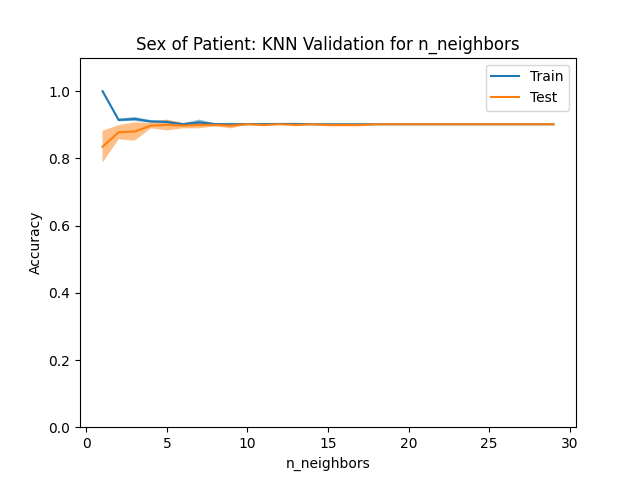 Sex of Patient: KNN Validation for n_neighbors
Train
Test
1.0
0.8
0.6
0.4
0.2
0.0
Accuracy
0 5 10 15 20 25 30
n_neighbors